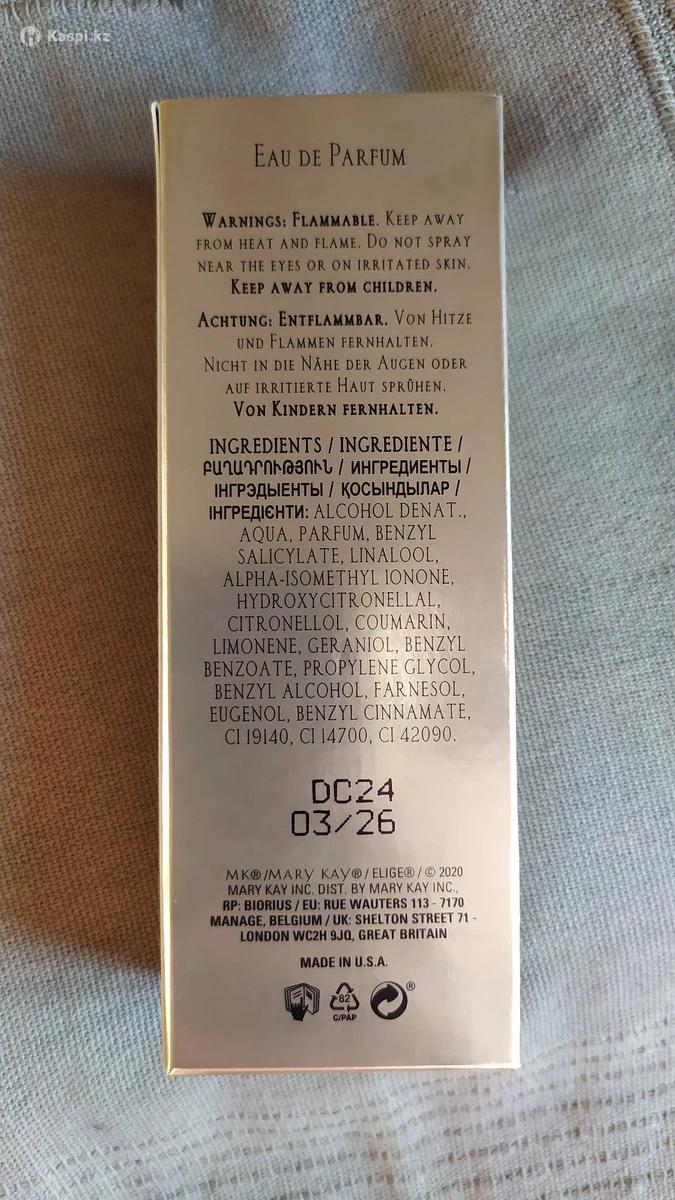 Kaspi.kz
EAU DE PARFUM
WARNINGS: FLAMMABLE. KEEP AWAY
FROM HEAT AND FLAME. DO NOT SPRAY
NEAR THE EYES OR ON IRRITATED SKIN.
KEEP AWAY FROM CHILDREN.
ACHTUNG: ENTFLAMMBAR. VON HITZE
UND FLAMMEN FERNHALTEN.
NICHT IN DIE NÄHE DER AUGEN ODER
AUF IRRITIERTE HAUT SPRÜHEN.
VON KINDERN FERNHALTEN.
INGREDIENTS / INGREDIENTE /
ԲԱՂԱԴՐՈՒԹՅՈՒՆ / ИНГРЕДИЕНТЫ /
ІНГРЭДЫЕНТЫ / ҚОСЫНДЫЛАР /
ІНГРЕДІЄНТИ: ALCOHOL DENAT.,
AQUA, PARFUM, BENZYL
SALICYLATE, LINALOOL,
ALPHA-ISOMETHYL IONONE,
HYDROXYCITRONELLAL,
CITRONELLOL, COUMARIN,
LIMONENE, GERANIOL, BENZYL
BENZOATE, PROPYLENE GLYCOL,
BENZYL ALCOHOL, FARNESOL,
EUGENOL, BENZYL CINNAMATE,
CI 19140, CI 14700, CI 42090.
DC24
03/26
MK®/MARY KAY® / ELIGE® / © 2020
MARY KAY INC. DIST. BY MARY KAY INC.,
RP: BIORIUS / EU: RUE WAUTERS 113 - 7170
MANAGE, BELGIUM / UK: SHELTON STREET 71 -
LONDON WC2H 9JQ, GREAT BRITAIN
MADE IN U.S.A.
82
C/PAP
®